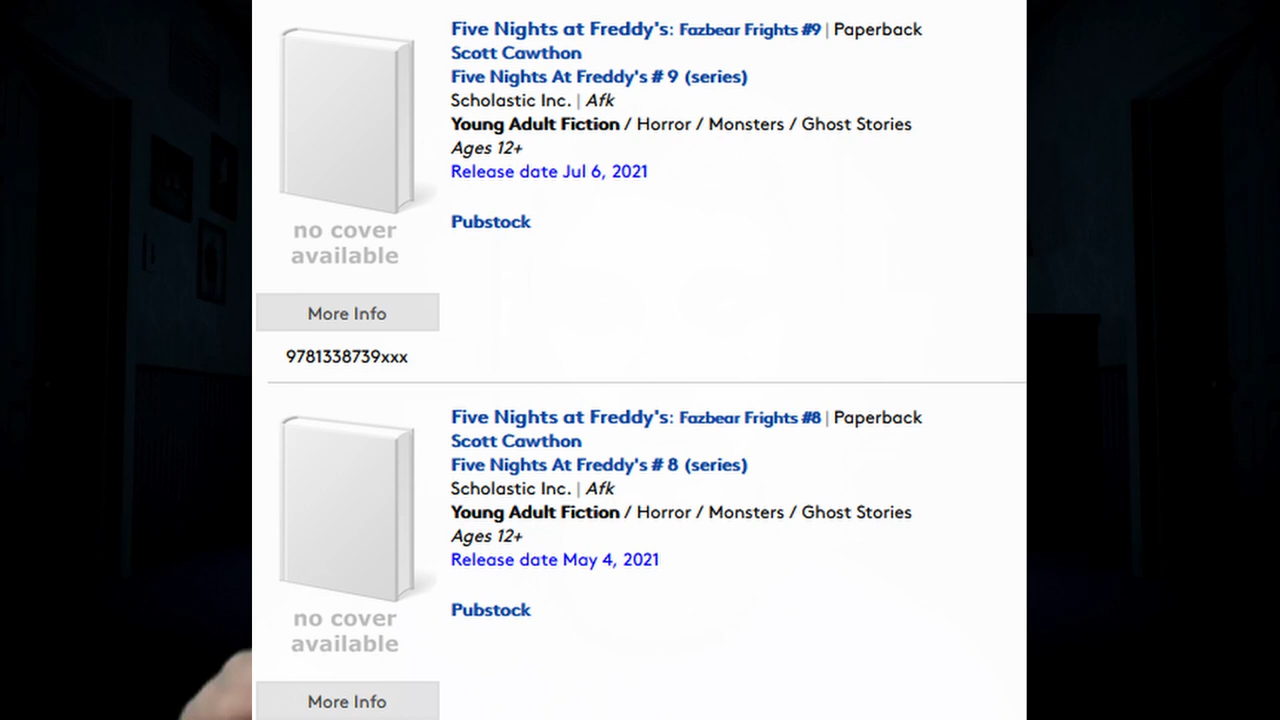 Five Nights at Freddy's: Fazbear Frights #9 | Paperback
Scott Cawthon
Five Nights At Freddy's # 9 (series)
Scholastic Inc. | Afk
Young Adult Fiction / Horror / Monsters / Ghost Stories
Ages 12+
Release date Jul 6, 2021
Pubstock
no cover
available
More Info
9781338739xxx
Five Nights at Freddy's: Fazbear Frights #8 | Paperback
Scott Cawthon
Five Nights At Freddy's # 8 (series)
Scholastic Inc. | Afk
Young Adult Fiction / Horror / Monsters / Ghost Stories
Ages 12+
Release date May 4, 2021
Pubstock
no cover
available
More Info